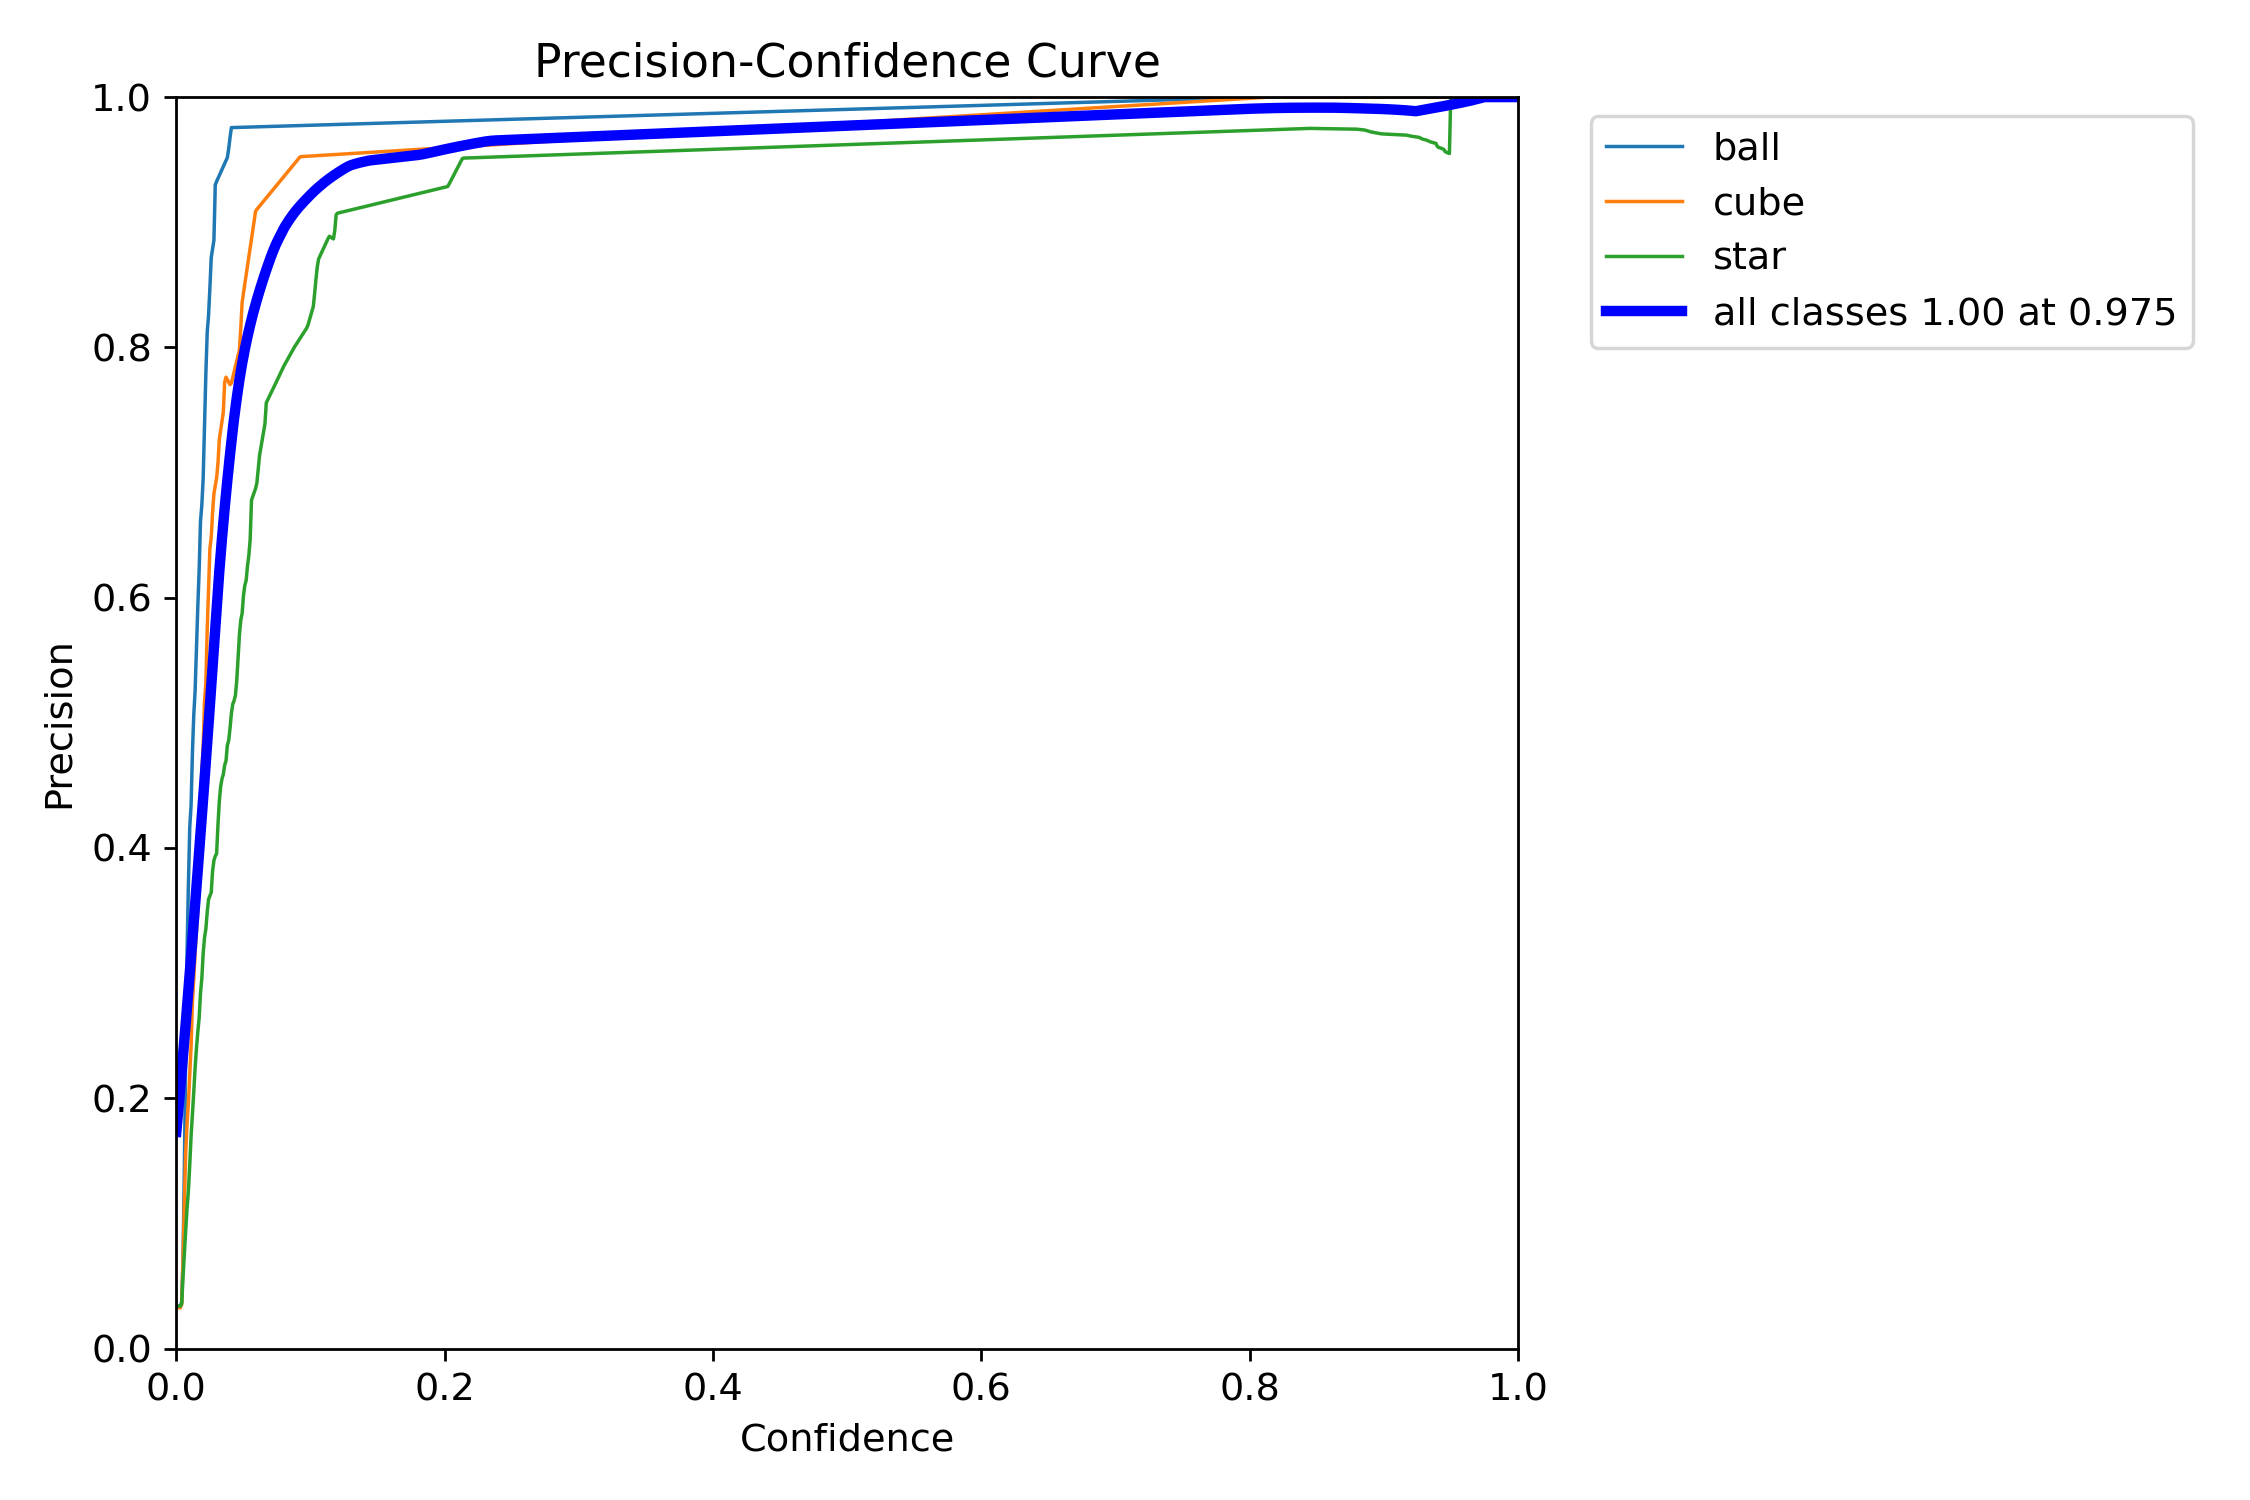 Precision-Confidence Curve
1.0
0.8
0.6
0.4
0.2
0.0
Precision
0.0 0.2 0.4 0.6 0.8 1.0
Confidence
ball
cube
star
all classes 1.00 at 0.975